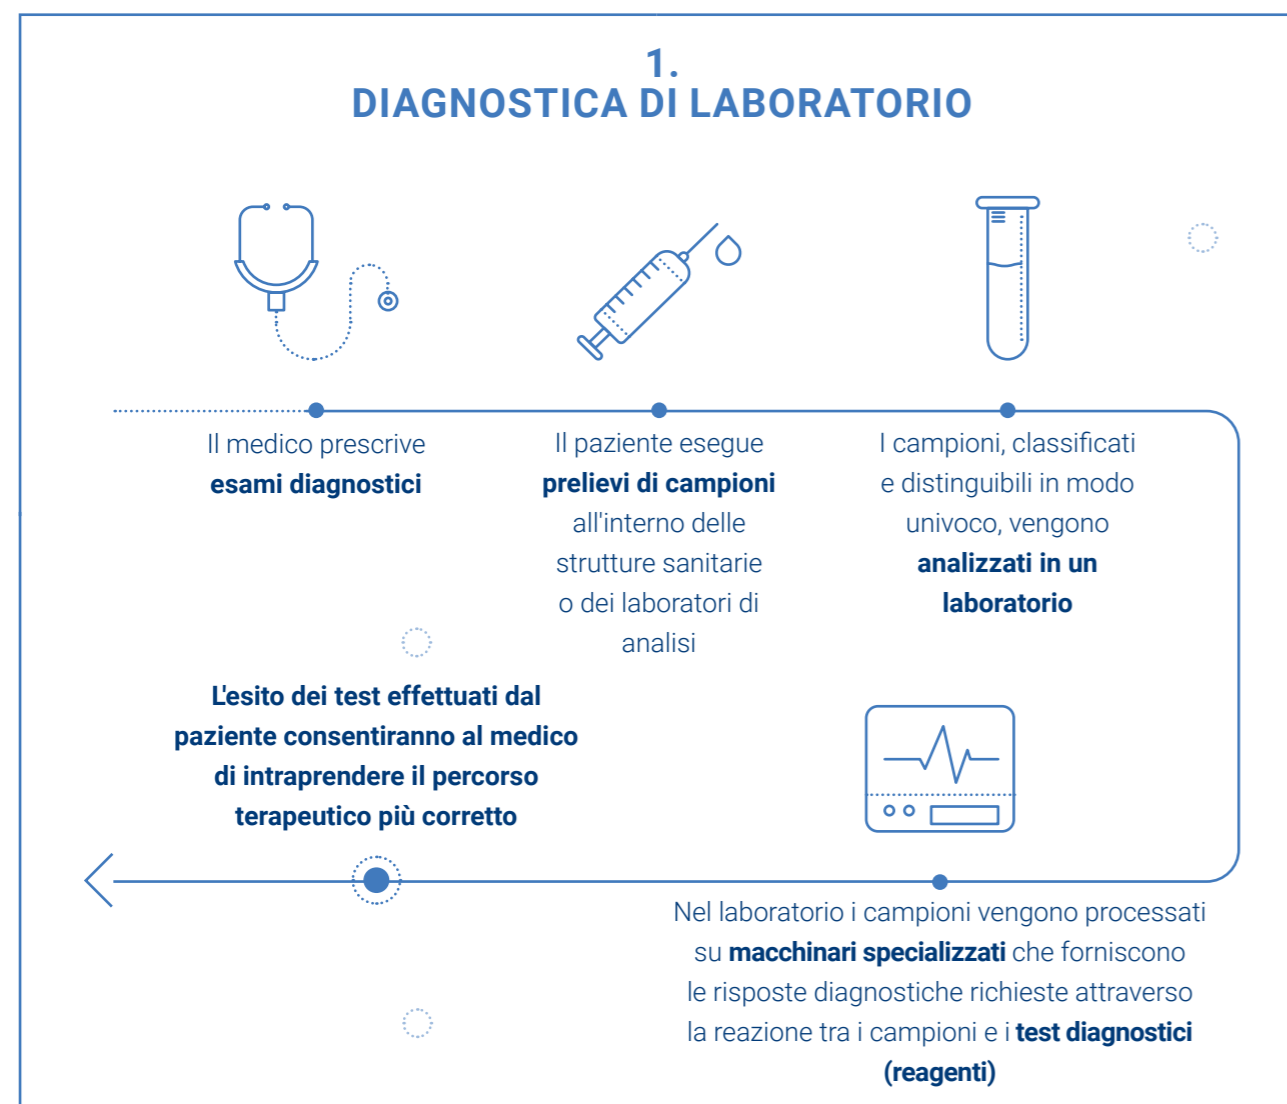 1.
DIAGNOSTICA DI LABORATORIO
Il medico prescrive
esami diagnostici
Il paziente esegue
prelievi di campioni
all'interno delle
strutture sanitarie
o dei laboratori di
analisi
I campioni, classificati
e distinguibili in modo
univoco, vengono
analizzati in un
laboratorio
Nel laboratorio i campioni vengono processati
su macchinari specializzati che forniscono
le risposte diagnostiche richieste attraverso
la reazione tra i campioni e i test diagnostici
(reagenti)
L'esito dei test effettuati dal
paziente consentiranno al medico
di intraprendere il percorso
terapeutico più corretto